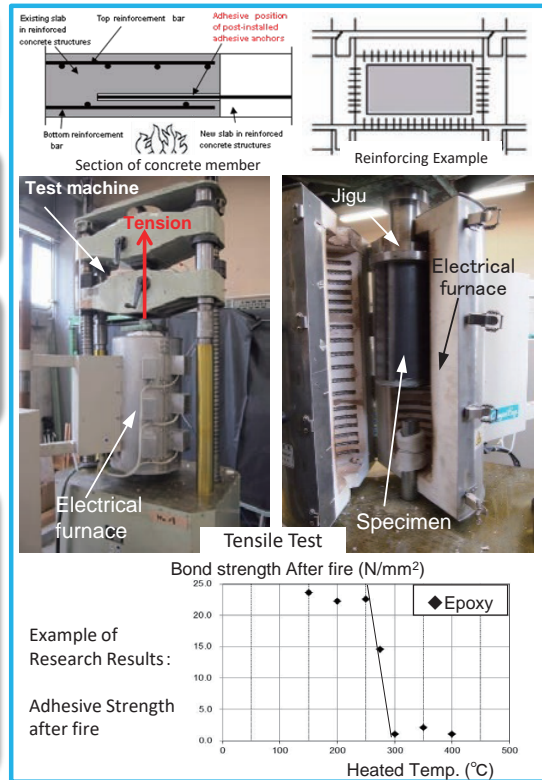 Existing slab
in reinforced
concrete structures
Top reinforcement bar
Adhesive position
of post-installed
adhesive anchors
Bottom reinforcement
bar
New slab in reinforced
concrete structures
Section of concrete member
Reinforcing Example
Test machine
Tension
Electrical
furnace
Jigu
Electrical
furnace
Specimen
Tensile Test
Bond strength After fire (N/mm²)
25.0
20.0
15.0
10.0
5.0
0.0
Epoxy
0
100
200
300
400
500
Heated Temp. (°C)
Example of
Research Results :
Adhesive Strength
after fire